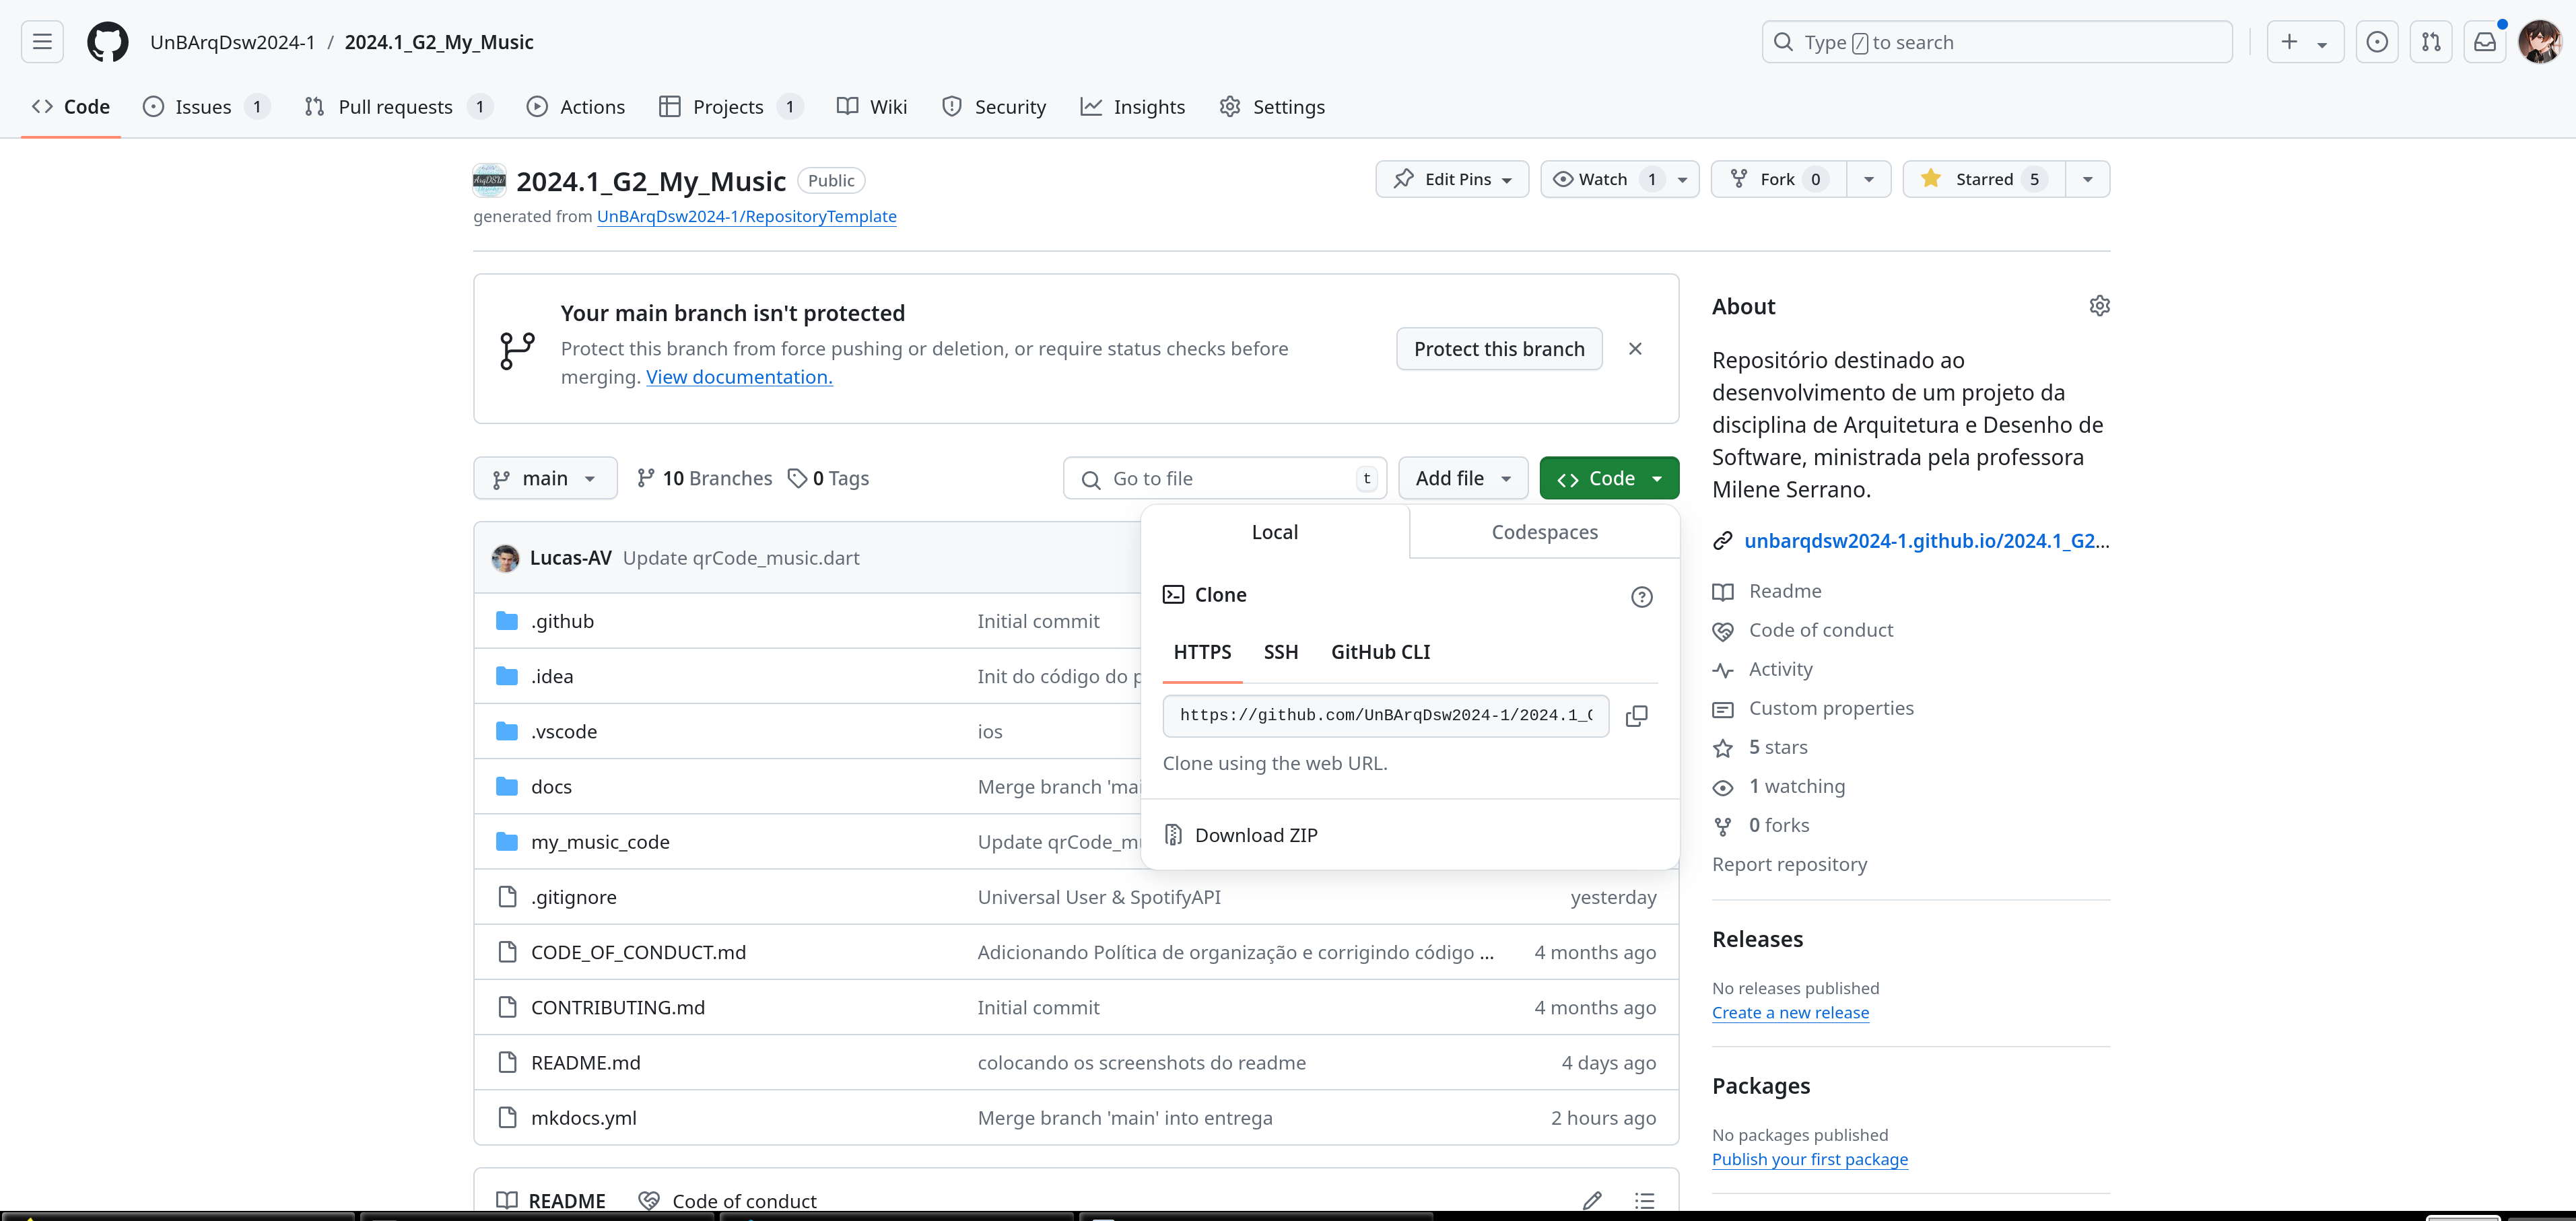 UnBArqDsw2024-1 / 2024.1_G2_My_Music
Type / to search
Code
Issues 1
Pull requests 1
Actions
Projects 1
Wiki
Security
Insights
Settings
2024.1_G2_My_Music Public
generated from UnBArqDsw2024-1/RepositoryTemplate
Edit Pins
Watch 1
Fork 0
Starred 5
Your main branch isn't protected
Protect this branch from force pushing or deletion, or require status checks before
merging. View documentation.
Protect this branch
main
10 Branches
0 Tags
Go to file t
Add file
Code
Local
Codespaces
Clone
HTTPS SSH GitHub CLI
https://github.com/UnBArqDsw2024-1/2024.1_G
Clone using the web URL.
Download ZIP
Lucas-AV Update qrCode_music.dart
.github Initial commit
.idea Init do código do p
.vscode ios
docs Merge branch 'mai
my_music_code Update qrCode_mu
.gitignore Universal User & SpotifyAPI yesterday
CODE_OF_CONDUCT.md Adicionando Política de organização e corrigindo código ... 4 months ago
CONTRIBUTING.md Initial commit 4 months ago
README.md colocando os screenshots do readme 4 days ago
mkdocs.yml Merge branch 'main' into entrega 2 hours ago
README
Code of conduct
About
Repositório destinado ao
desenvolvimento de um projeto da
disciplina de Arquitetura e Desenho de
Software, ministrada pela professora
Milene Serrano.
unbarqdsw2024-1.github.io/2024.1_G2...
Readme
Code of conduct
Activity
Custom properties
5 stars
1 watching
0 forks
Report repository
Releases
No releases published
Create a new release
Packages
No packages published
Publish your first package